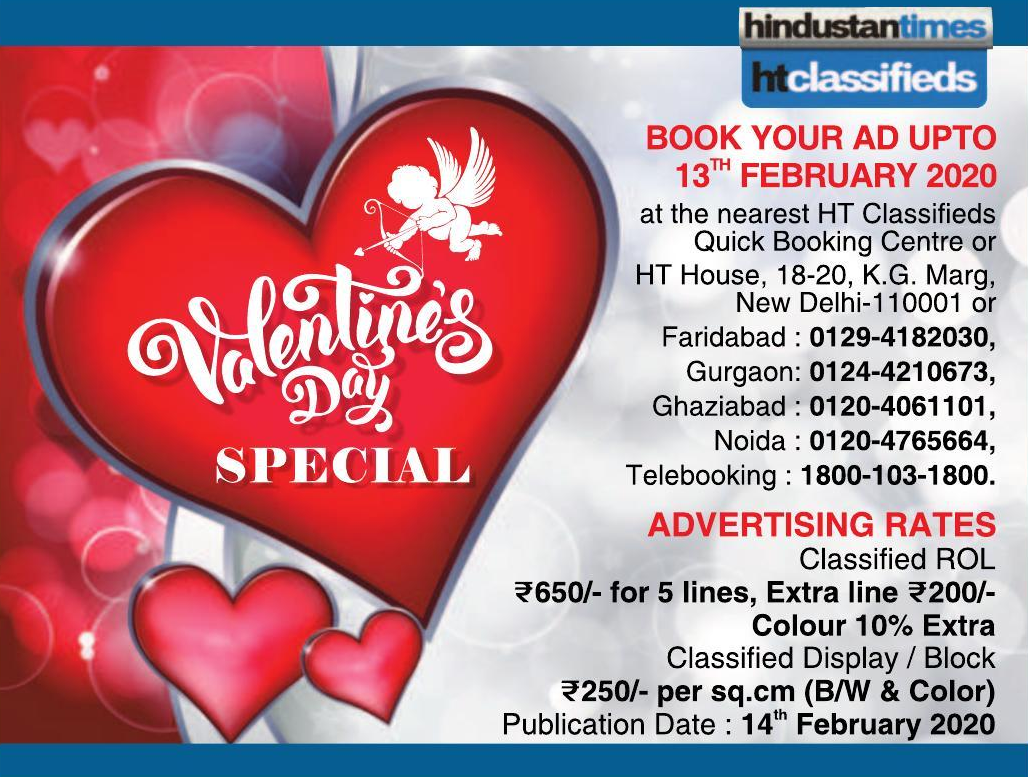 hindustantimes
htclassifieds
Valentine's
Day
SPECIAL
BOOK YOUR AD UPTO
13TH FEBRUARY 2020
at the nearest HT Classifieds
Quick Booking Centre or
HT House, 18-20, K.G. Marg,
New Delhi-110001 or
Faridabad : 0129-4182030,
Gurgaon: 0124-4210673,
Ghaziabad : 0120-4061101,
Noida : 0120-4765664,
Telebooking : 1800-103-1800.
ADVERTISING RATES
Classified ROL
₹650/- for 5 lines, Extra line ₹200/-
Colour 10% Extra
Classified Display / Block
₹250/- per sq.cm (B/W & Color)
Publication Date : 14th February 2020